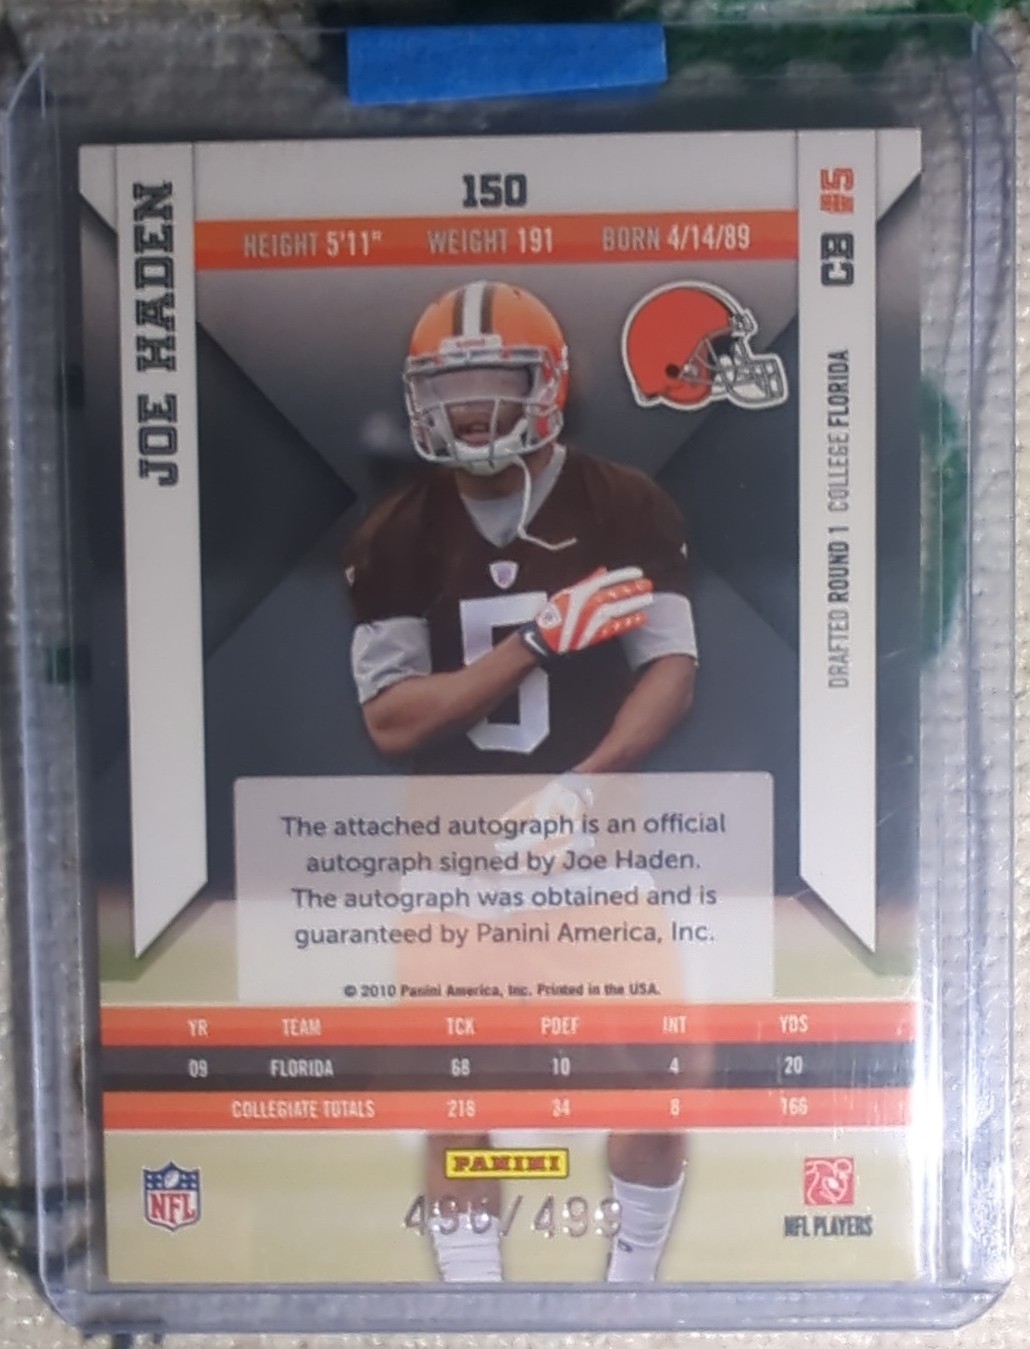 150
HEIGHT 5'11" WEIGHT 191 BORN 4/14/89
JOE HADEN
CB #5
DRAFTED ROUND 1 COLLEGE FLORIDA
5
The attached autograph is an official
autograph signed by Joe Haden.
The autograph was obtained and is
guaranteed by Panini America, Inc.
© 2010 Panini America, Inc. Printed in the USA.
YR TEAM TCK PDEF INT YDS
09 FLORIDA 68 10 4 20
COLLEGIATE TOTALS 218 34 8 166
PANINI
NFL
/499
NFL PLAYERS